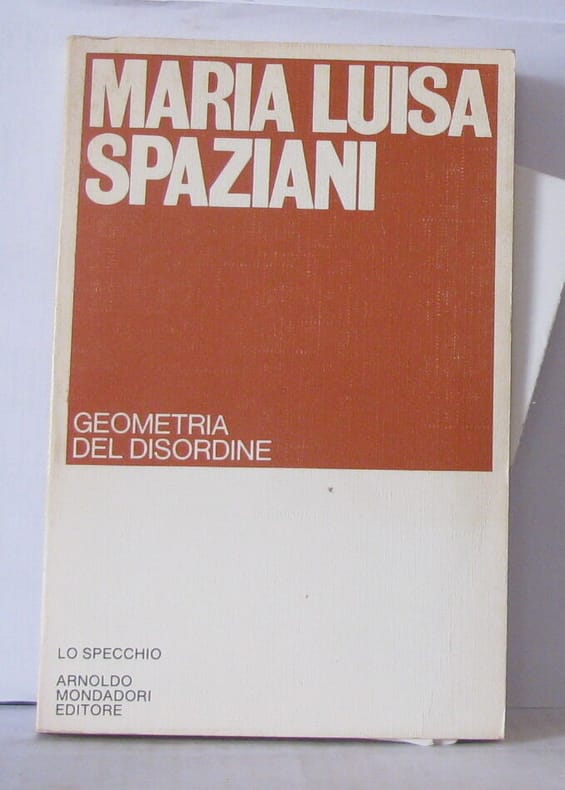 MARIA LUISA
SPAZIANI
GEOMETRIA
DEL DISORDINE
LO SPECCHIO
ARNOLDO
MONDADORI
EDITORE